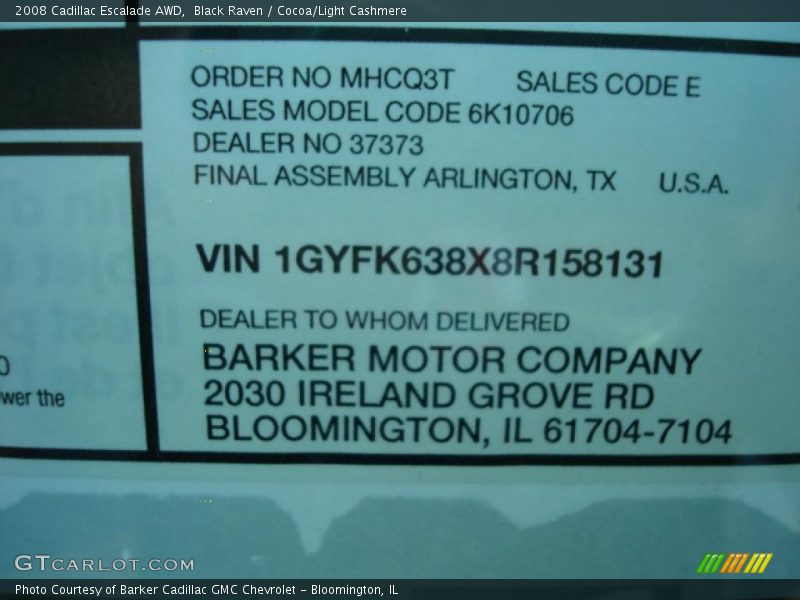 2008 Cadillac Escalade AWD,  Black Raven / Cocoa/Light Cashmere
ORDER NO MHCQ3T SALES CODE E
SALES MODEL CODE 6K10706
DEALER NO 37373
FINAL ASSEMBLY ARLINGTON, TX U.S.A.
VIN 1GYFK638X8R158131
DEALER TO WHOM DELIVERED
BARKER MOTOR COMPANY
2030 IRELAND GROVE RD
BLOOMINGTON, IL 61704-7104
wer the
GTCARLOT.COM
Photo Courtesy of Barker Cadillac GMC Chevrolet – Bloomington, IL